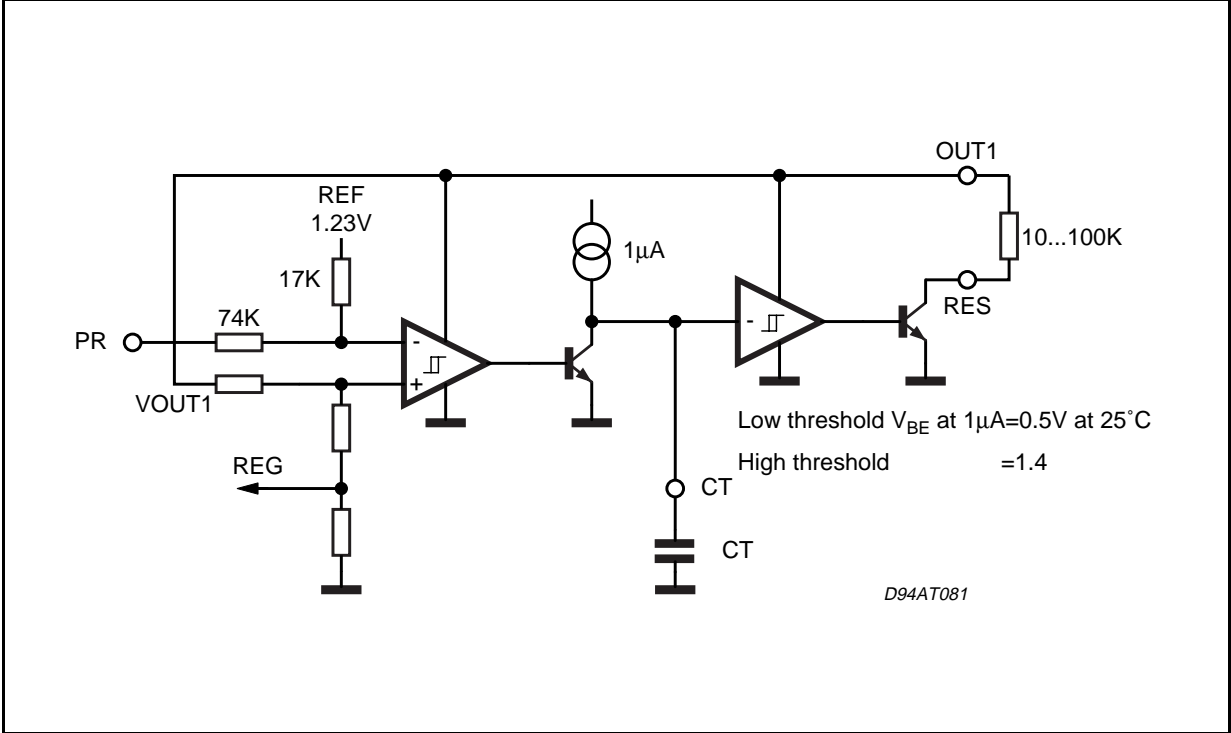 OUT1
REF
1.23V
10...100K
1µA
17K
RES
74K
PR
-
-
+
VOUT1
Low threshold VBE at 1µA=0.5V at 25˚C
High threshold =1.4
REG
CT
CT
D94AT081